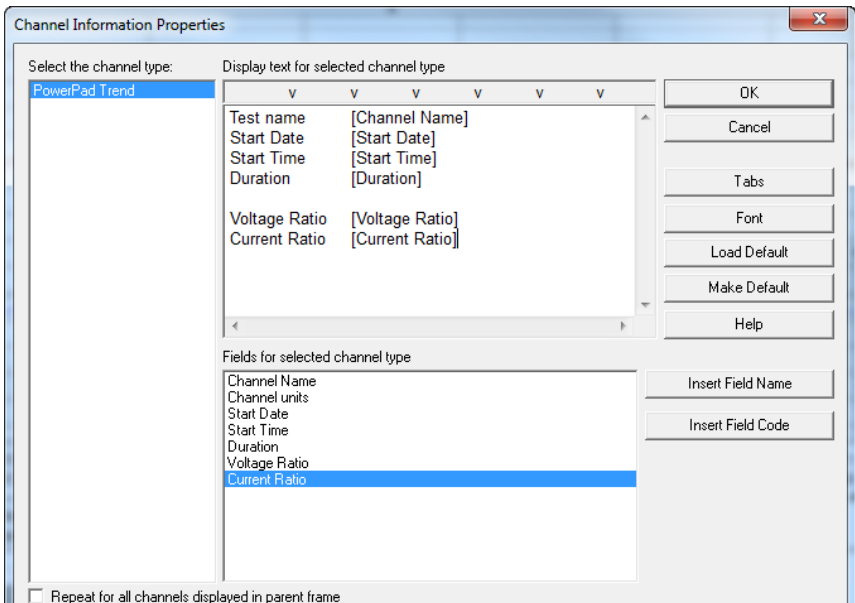 Channel Information Properties
x
Select the channel type:
PowerPad Trend
Display text for selected channel type
v v v v v v
Test name [Channel Name]
Start Date [Start Date]
Start Time [Start Time]
Duration [Duration]
Voltage Ratio [Voltage Ratio]
Current Ratio [Current Ratio]
OK
Cancel
Tabs
Font
Load Default
Make Default
Help
Fields for selected channel type
Channel Name
Channel units
Start Date
Start Time
Duration
Voltage Ratio
Current Ratio
Insert Field Name
Insert Field Code
Repeat for all channels displayed in parent frame